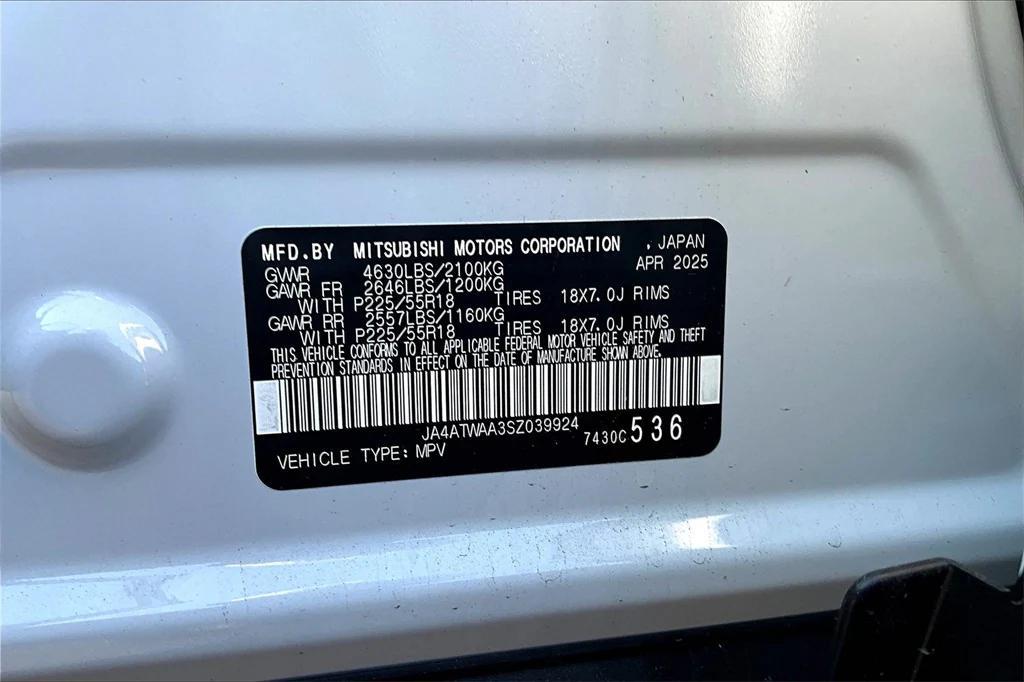 MFD.BY MITSUBISHI MOTORS CORPORATION , JAPAN
GVWR 4630LBS/2100KG APR 2025
GAWR FR 2646LBS/1200KG
WITH P225/55R18 TIRES 18X7.0J RIMS
GAWR RR 2557LBS/1160KG
WITH P225/55R18 TIRES 18X7.0J RIMS
THIS VEHICLE CONFORMS TO ALL APPLICABLE FEDERAL MOTOR VEHICLE SAFETY AND THEFT
PREVENTION STANDARDS IN EFFECT ON THE DATE OF MANUFACTURE SHOWN ABOVE.
JA4ATWAA3SZ039924 7430C 536
VEHICLE TYPE: MPV